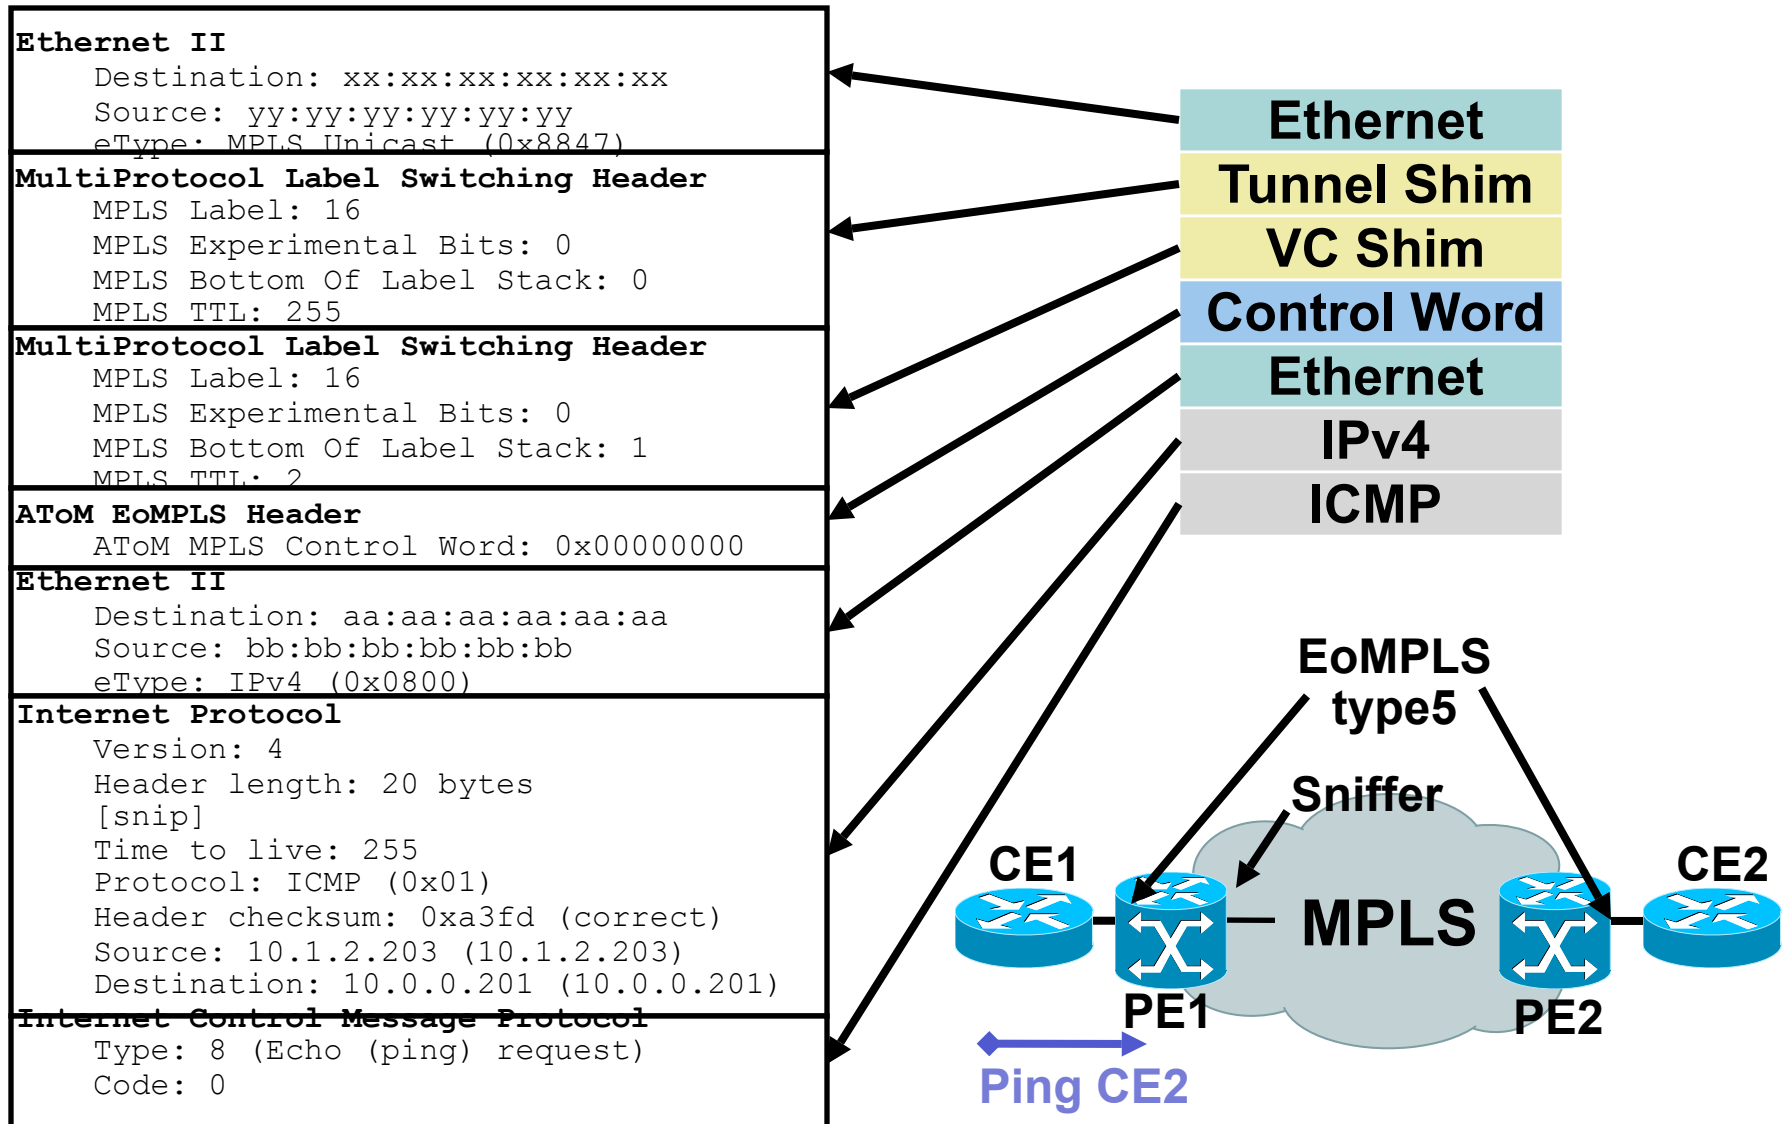 Ethernet II
Destination: xx:xx:xx:xx:xx:xx
Source: yy:yy:yy:yy:yy:yy
eType: MPLS Unicast (0x8847)
MultiProtocol Label Switching Header
MPLS Label: 16
MPLS Experimental Bits: 0
MPLS Bottom Of Label Stack: 0
MPLS TTL: 255
MultiProtocol Label Switching Header
MPLS Label: 16
MPLS Experimental Bits: 0
MPLS Bottom Of Label Stack: 1
MPLS TTL: 2
AToM EoMPLS Header
AToM MPLS Control Word: 0x00000000
Ethernet II
Destination: aa:aa:aa:aa:aa:aa
Source: bb:bb:bb:bb:bb:bb
eType: IPv4 (0x0800)
Internet Protocol
Version: 4
Header length: 20 bytes
[snip]
Time to live: 255
Protocol: ICMP (0x01)
Header checksum: 0xa3fd (correct)
Source: 10.1.2.203 (10.1.2.203)
Destination: 10.0.0.201 (10.0.0.201)
Internet Control Message Protocol
Type: 8 (Echo (ping) request)
Code: 0
Ethernet
Tunnel Shim
VC Shim
Control Word
Ethernet
IPv4
ICMP
EoMPLS
type5
Sniffer
CE1
CE2
MPLS
PE1
PE2
Ping CE2